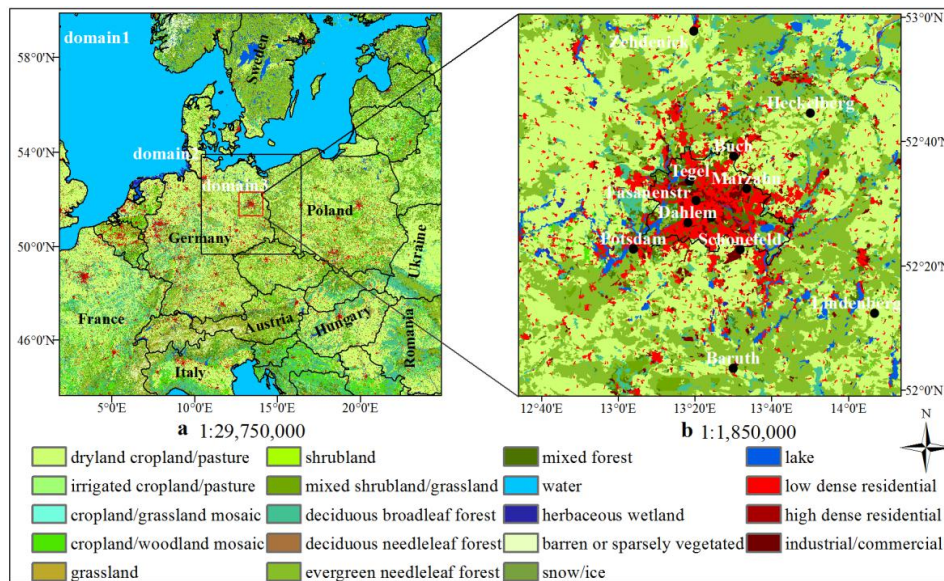 domain1
Sweden
domain2
domain3
Poland
Germany
Ukraine
France
Austria
Hungary
Romania
Italy
58°0'N
54°0'N
50°0'N
46°0'N
5°0'E 10°0'E 15°0'E 20°0'E
a 1:29,750,000
Zehdenick
Heckelberg
Buch
Tegel
Marzahn
Fasanenstr
Dahlem
Potsdam
Schonefeld
Lindenberg
Baruth
53°0'N
52°40'N
52°20'N
52°0'N
12°40'E 13°0'E 13°20'E 13°40'E 14°0'E
b 1:1,850,000
N
dryland cropland/pasture
irrigated cropland/pasture
cropland/grassland mosaic
cropland/woodland mosaic
grassland
shrubland
mixed shrubland/grassland
deciduous broadleaf forest
deciduous needleleaf forest
evergreen needleleaf forest
mixed forest
water
herbaceous wetland
barren or sparsely vegetated
snow/ice
lake
low dense residential
high dense residential
industrial/commercial